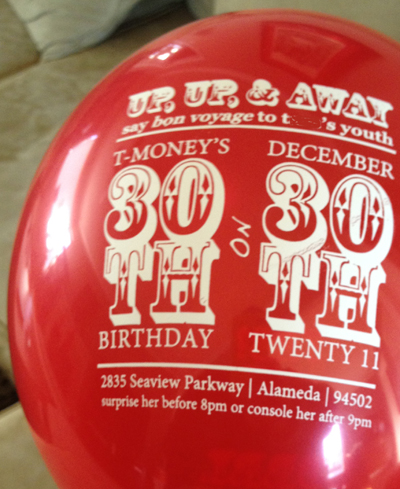 UP, UP, & AWAY
say bon voyage to t 's youth
T-MONEY'S
30
TH
BIRTHDAY
ON
DECEMBER
30
TH
TWENTY 11
2835 Seaview Parkway | Alameda | 94502
surprise her before 8pm or console her after 9pm